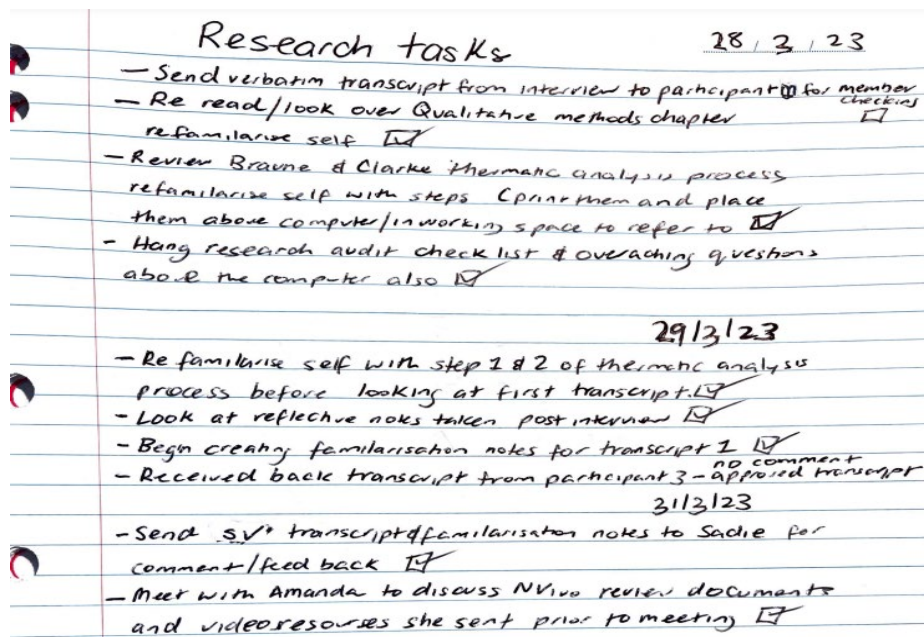 Research tasks 28/3/23
- Send verbatim transcript from interview to participant for member checking
- Re read/look over Qualitative methods chapter
refamilarise self
- Review Braune & Clarke thermatic analysis process
refamilarise self with steps (print them and place
them above computer/in working space to refer to
- Hang research audit check list & overaching questions
above the computer also
29/3/23
- Re familarise self with step 1 & 2 of thermatic analysis
process before looking at first transcript.
- Look at reflective notes taken post interview
- Begin creating familarisation notes for transcript 1
- Received back transcript from participant 3 - no comment approved transcript
31/3/23
- Send transcript & familarisation notes to Sadie for
comment/feed back
- Meet with Amanda to discuss NVivo review documents
and video resourses she sent prior to meeting